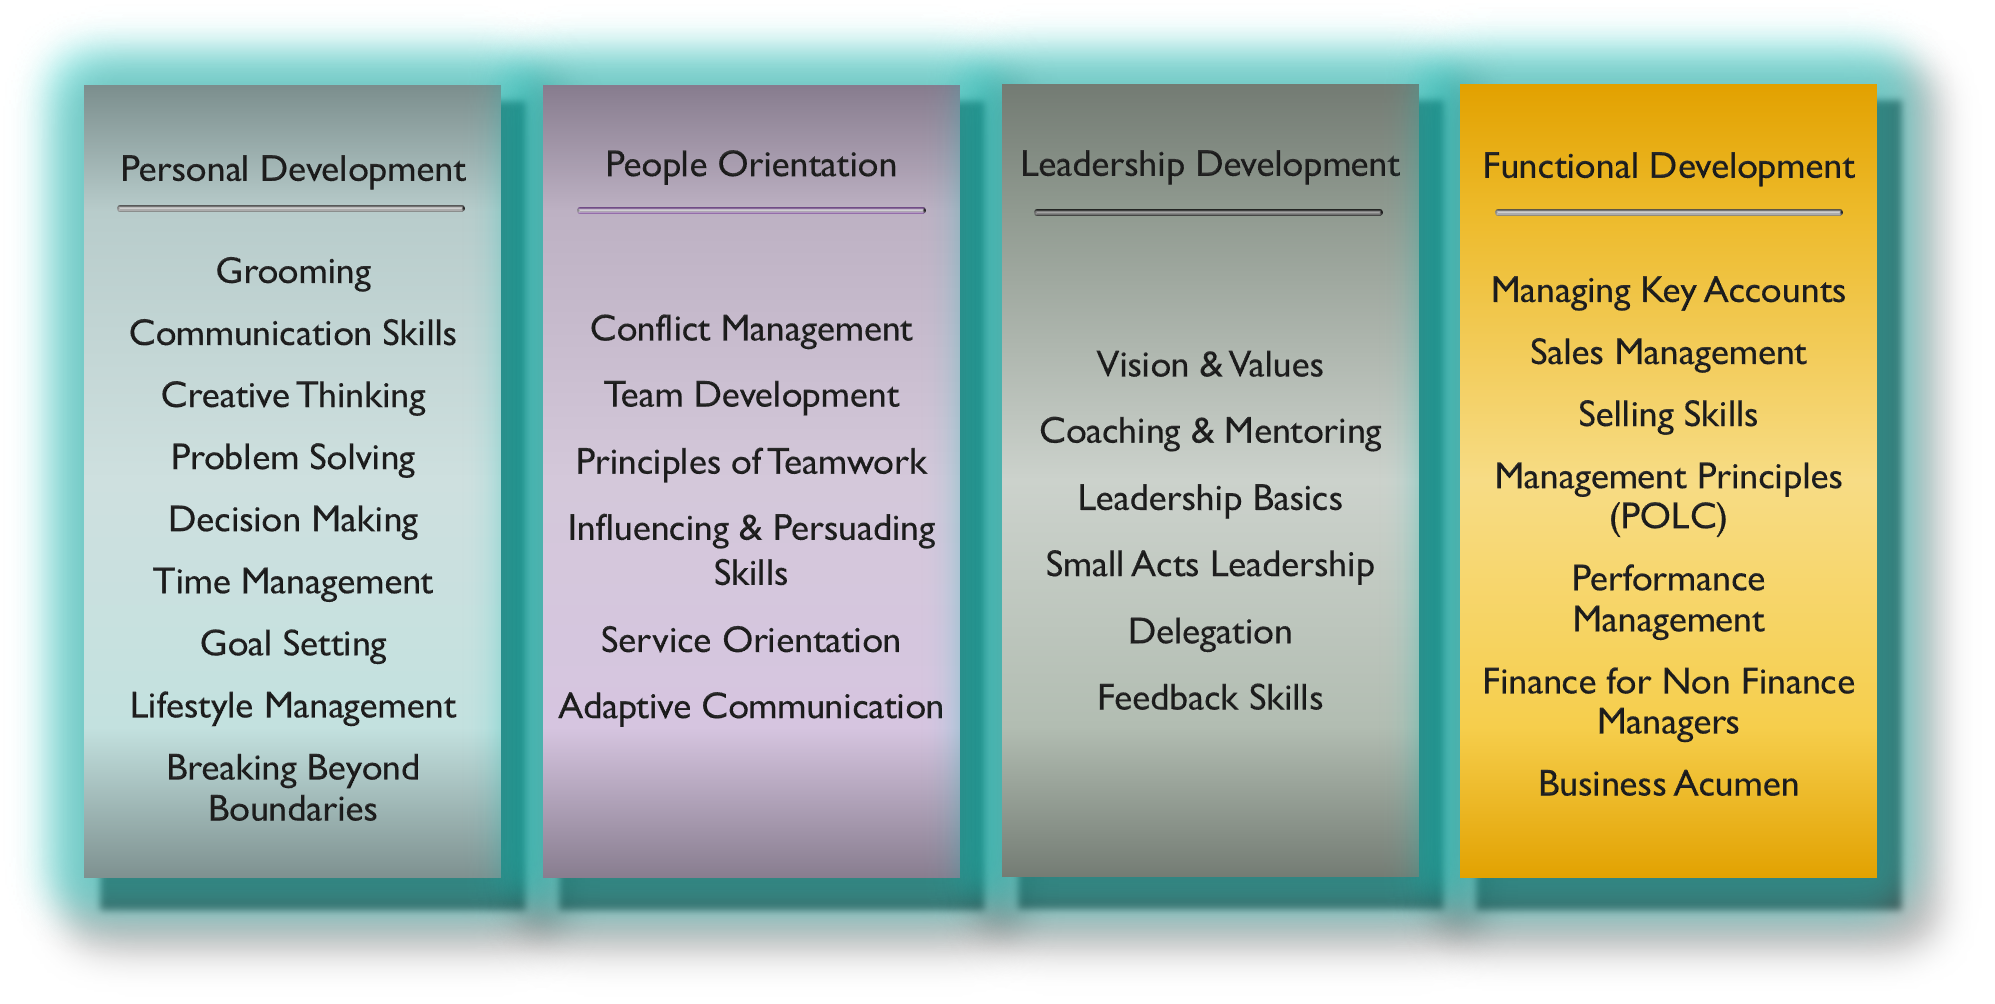 Personal Development
Grooming
Communication Skills
Creative Thinking
Problem Solving
Decision Making
Time Management
Goal Setting
Lifestyle Management
Breaking Beyond
Boundaries
People Orientation
Conflict Management
Team Development
Principles of Teamwork
Influencing & Persuading
Skills
Service Orientation
Adaptive Communication
Leadership Development
Vision & Values
Coaching & Mentoring
Leadership Basics
Small Acts Leadership
Delegation
Feedback Skills
Functional Development
Managing Key Accounts
Sales Management
Selling Skills
Management Principles
(POLC)
Performance
Management
Finance for Non Finance
Managers
Business Acumen